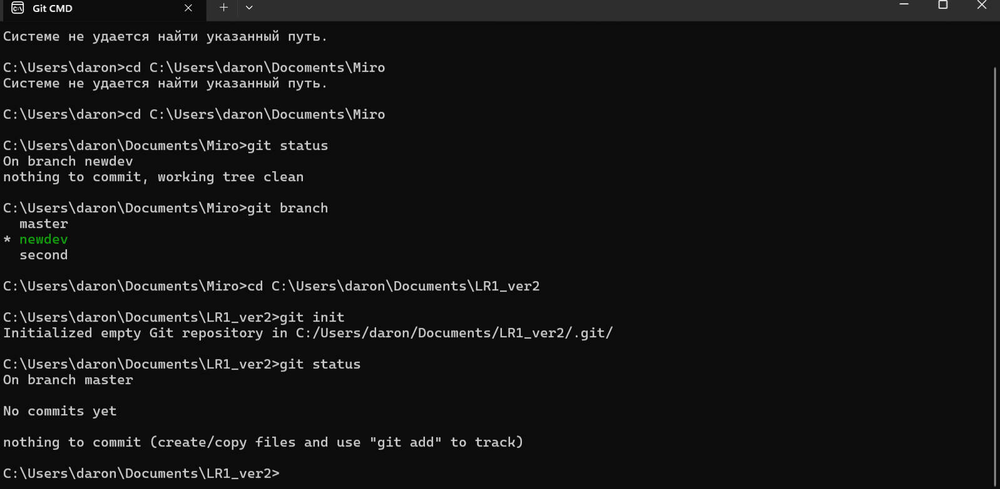 Git CMD
Системе не удается найти указанный путь.
C:\Users\daron>cd C:\Users\daron\Docoments\Miro
Системе не удается найти указанный путь.
C:\Users\daron>cd C:\Users\daron\Documents\Miro
C:\Users\daron\Documents\Miro>git status
On branch newdev
nothing to commit, working tree clean
C:\Users\daron\Documents\Miro>git branch
  master
* newdev
  second
C:\Users\daron\Documents\Miro>cd C:\Users\daron\Documents\LR1_ver2
C:\Users\daron\Documents\LR1_ver2>git init
Initialized empty Git repository in C:/Users/daron/Documents/LR1_ver2/.git/
C:\Users\daron\Documents\LR1_ver2>git status
On branch master
No commits yet
nothing to commit (create/copy files and use "git add" to track)
C:\Users\daron\Documents\LR1_ver2>